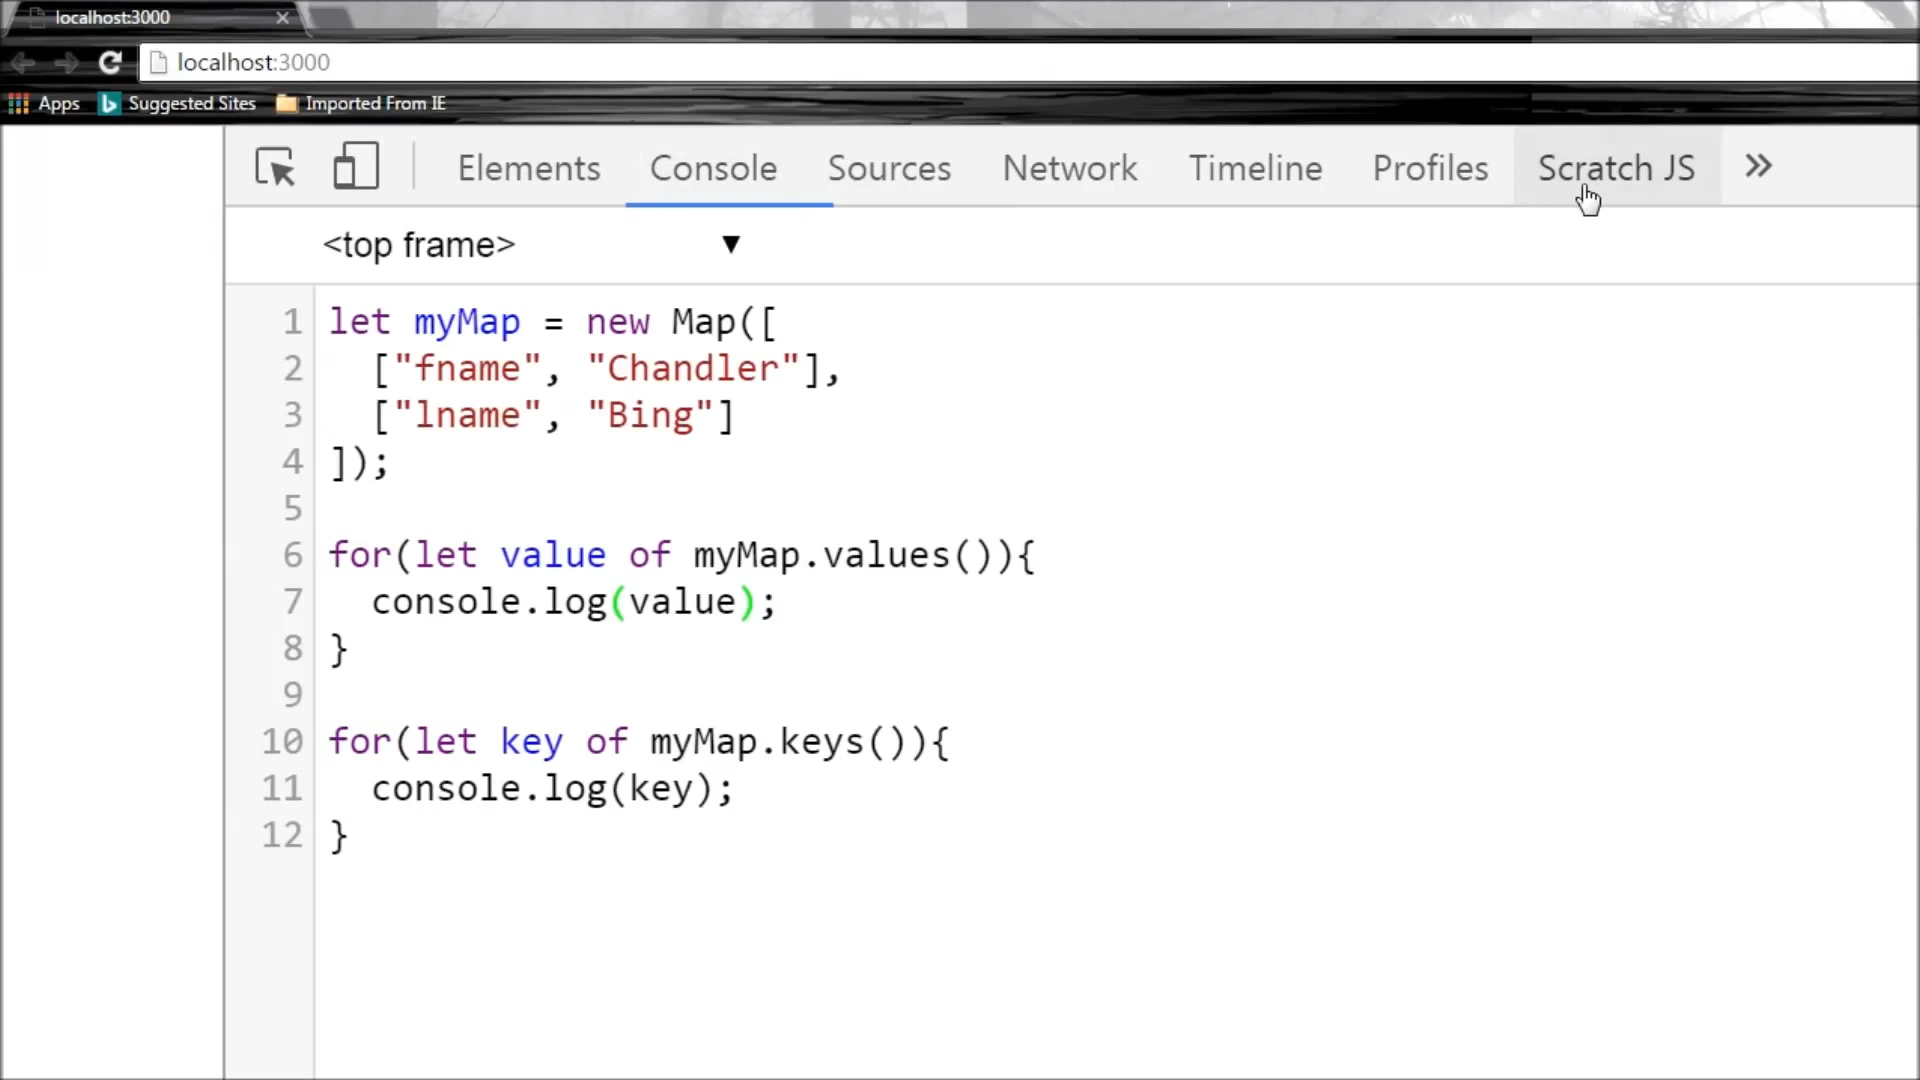 localhost:3000
localhost:3000
Apps Suggested Sites Imported From IE
Elements Console Sources Network Timeline Profiles Scratch JS
<top frame> ▼
1 let myMap = new Map([
2   ["fname", "Chandler"],
3   ["lname", "Bing"]
4 ]);
5
6 for(let value of myMap.values()){
7   console.log(value);
8 }
9
10 for(let key of myMap.keys()){
11   console.log(key);
12 }